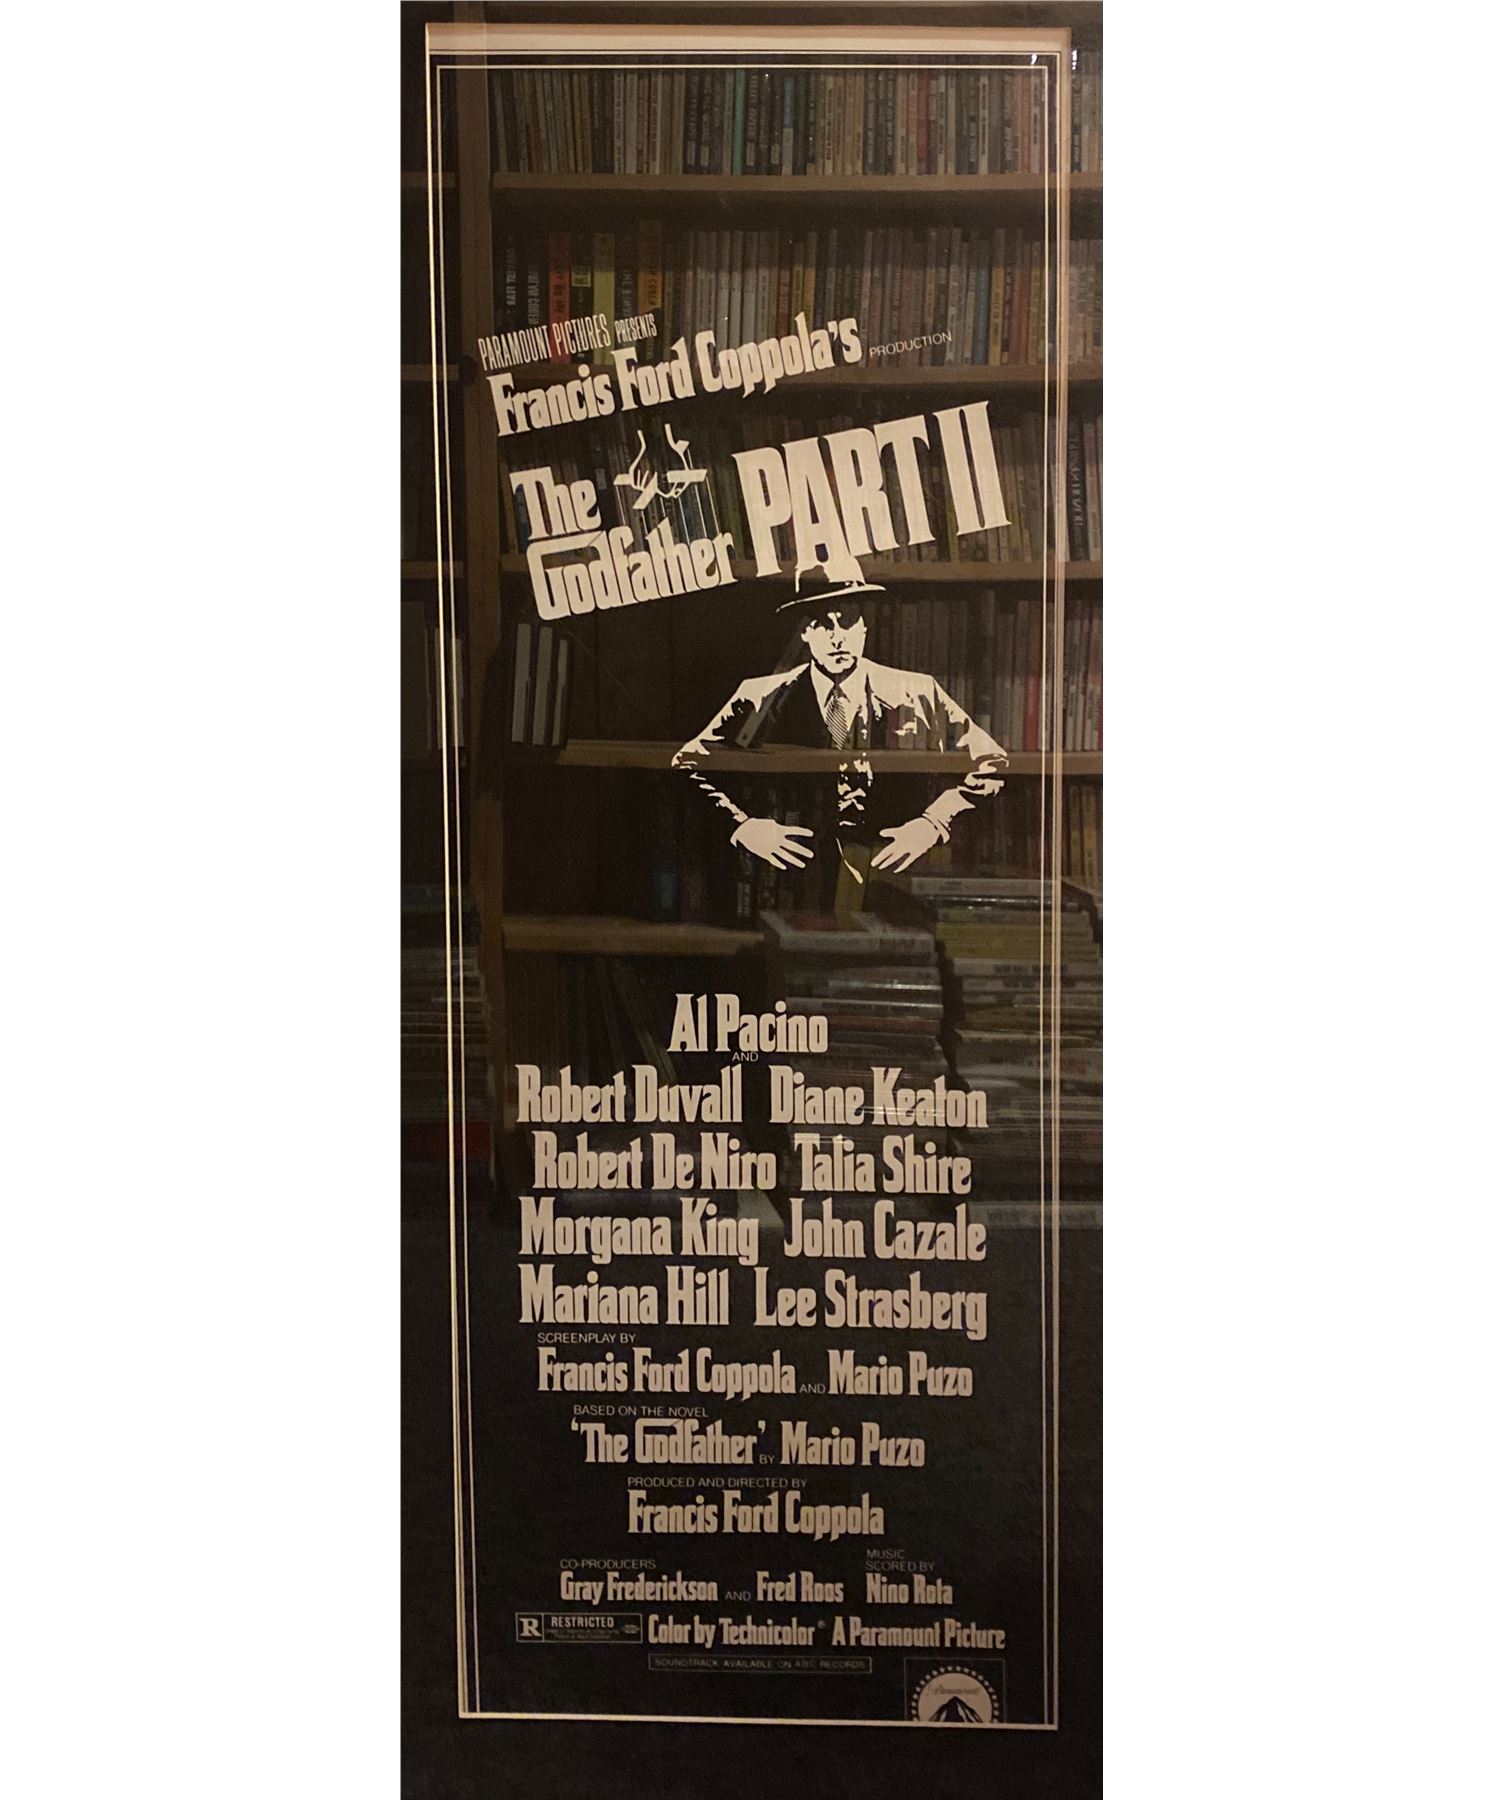 PARAMOUNT PICTURES PRESENTS
Francis Ford Coppola's PRODUCTION
The Godfather PART II
Al Pacino
AND
Robert Duvall Diane Keaton
Robert De Niro Talia Shire
Morgana King John Cazale
Mariana Hill Lee Strasberg
SCREENPLAY BY
Francis Ford Coppola AND Mario Puzo
BASED ON THE NOVEL
'The Godfather' BY Mario Puzo
PRODUCED AND DIRECTED BY
Francis Ford Coppola
CO-PRODUCERS
Gray Frederickson AND Fred Roos
MUSIC
SCORED BY
Nino Rota
R RESTRICTED
Color by Technicolor® A Paramount Picture
SOUNDTRACK AVAILABLE ON ABC RECORDS
Paramount